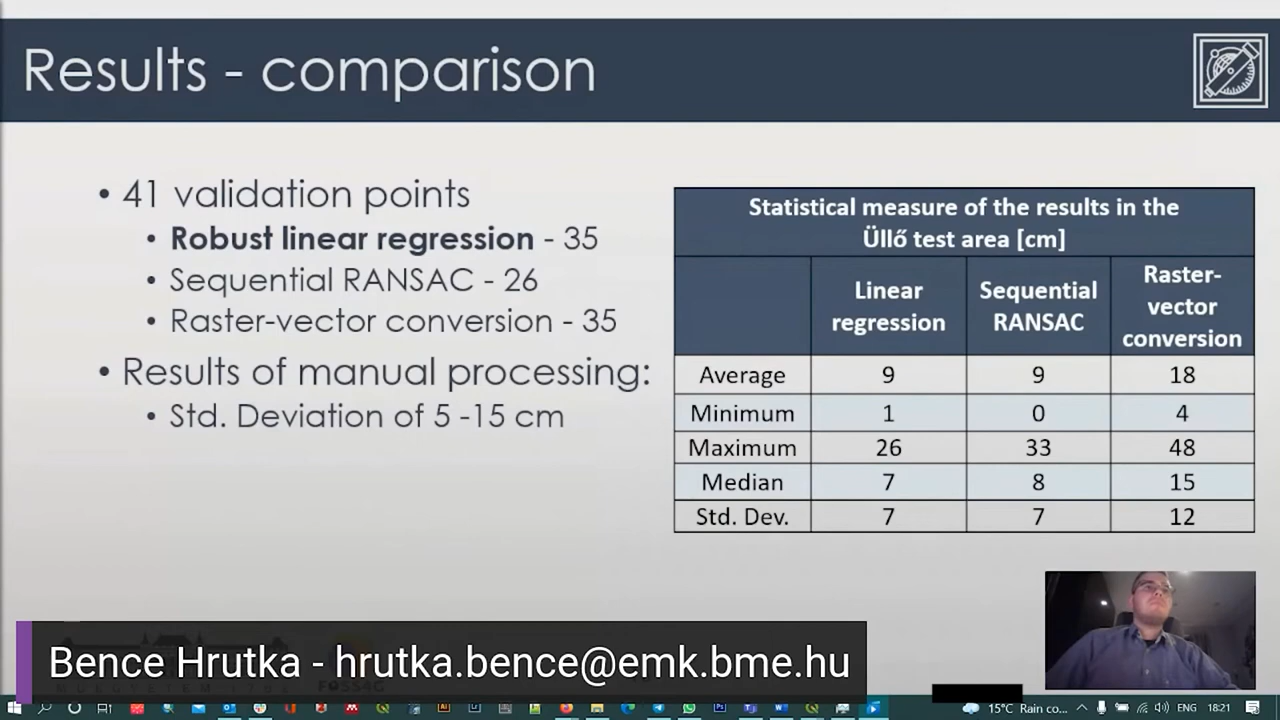 Results - comparison
• 41 validation points
• Robust linear regression - 35
• Sequential RANSAC - 26
• Raster-vector conversion - 35
• Results of manual processing:
• Std. Deviation of 5 -15 cm
Statistical measure of the results in the
Üllő test area [cm]
Linear regression Sequential RANSAC Raster-vector conversion
Average 9 9 18
Minimum 1 0 4
Maximum 26 33 48
Median 7 8 15
Std. Dev. 7 7 12
Bence Hrutka - hrutka.bence@emk.bme.hu
15°C Rain co... ENG 18:21